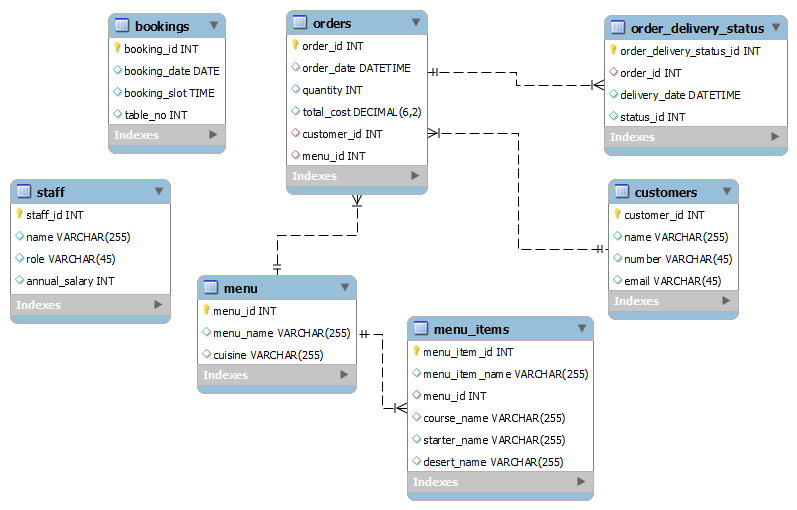 bookings
booking_id INT
booking_date DATE
booking_slot TIME
table_no INT
Indexes
orders
order_id INT
order_date DATETIME
quantity INT
total_cost DECIMAL(6,2)
customer_id INT
menu_id INT
Indexes
order_delivery_status
order_delivery_status_id INT
order_id INT
delivery_date DATETIME
status_id INT
Indexes
staff
staff_id INT
name VARCHAR(255)
role VARCHAR(45)
annual_salary INT
Indexes
customers
customer_id INT
name VARCHAR(255)
number VARCHAR(45)
email VARCHAR(45)
Indexes
menu
menu_id INT
menu_name VARCHAR(255)
cuisine VARCHAR(255)
Indexes
menu_items
menu_item_id INT
menu_item_name VARCHAR(255)
menu_id INT
course_name VARCHAR(255)
starter_name VARCHAR(255)
desert_name VARCHAR(255)
Indexes